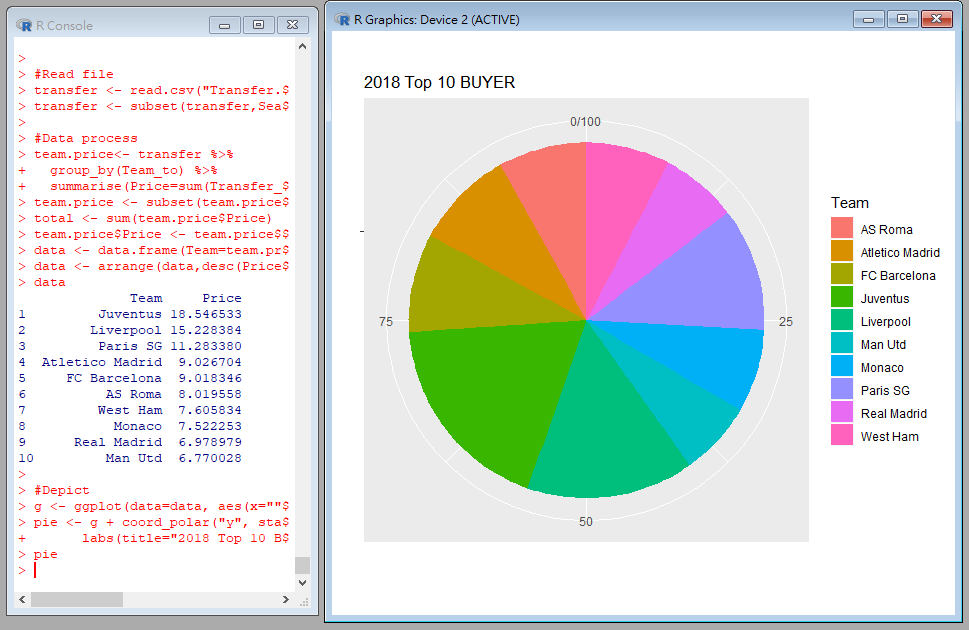 R Console
>
> #Read file
> transfer <- read.csv("Transfer.$
> transfer <- subset(transfer,Sea$
>
> #Data process
> team.price<- transfer %>%
+   group_by(Team_to) %>%
+   summarise(Price=sum(Transfer_$
> team.price <- subset(team.price$
> total <- sum(team.price$Price)
> team.price$Price <- team.price$$
> data <- data.frame(Team=team.pr$
> data <- arrange(data,desc(Price$
> data
              Team     Price
1         Juventus 18.546533
2        Liverpool 15.228384
3         Paris SG 11.283380
4  Atletico Madrid  9.026704
5     FC Barcelona  9.018346
6          AS Roma  8.019558
7         West Ham  7.605834
8           Monaco  7.522253
9      Real Madrid  6.978979
10         Man Utd  6.770028
>
> #Depict
> g <- ggplot(data=data, aes(x=""$
> pie <- g + coord_polar("y", sta$
+       labs(title="2018 Top 10 B$
> pie
>
R Graphics: Device 2 (ACTIVE)
2018 Top 10 BUYER
0/100
75
25
50
Team
AS Roma
Atletico Madrid
FC Barcelona
Juventus
Liverpool
Man Utd
Monaco
Paris SG
Real Madrid
West Ham